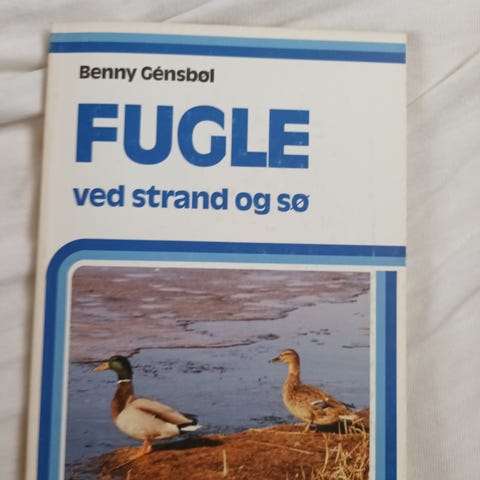 Benny Génsbøl
FUGLE
ved strand og sø